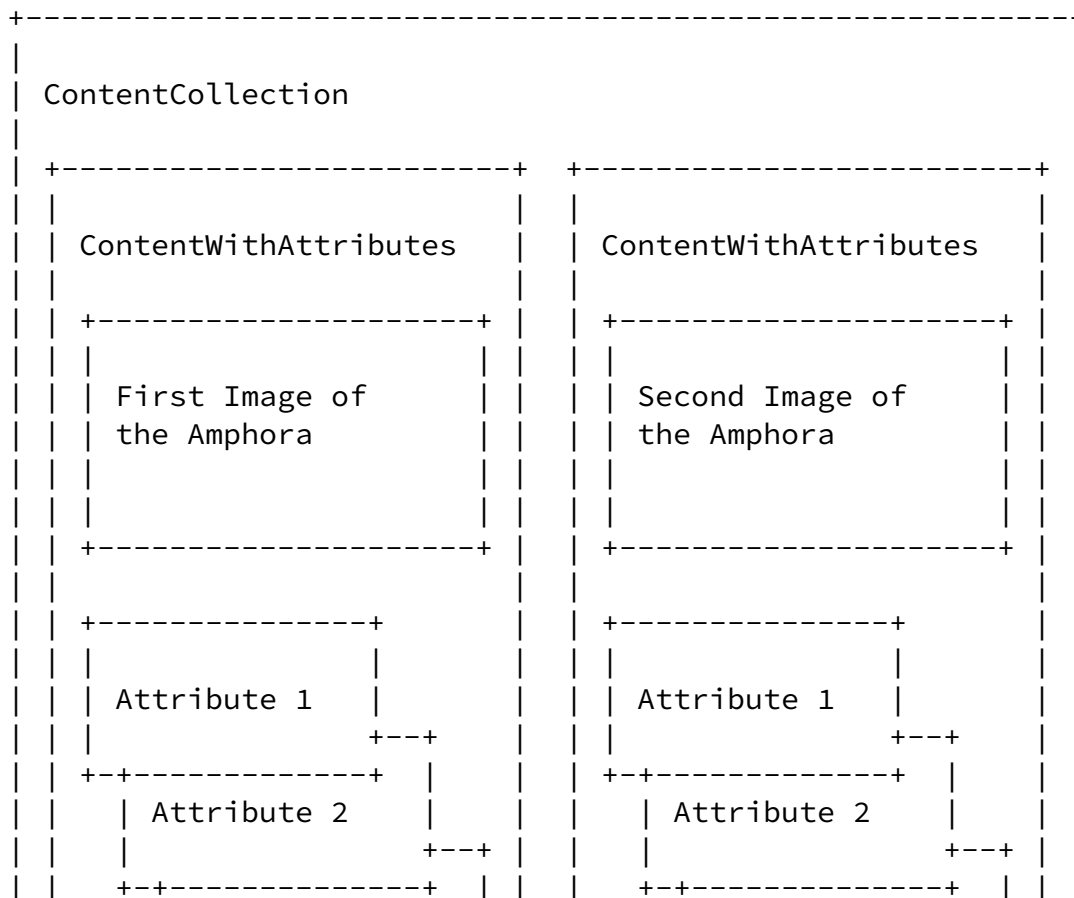 ContentCollection
ContentWithAttributes ContentWithAttributes
First Image of Second Image of
the Amphora the Amphora
Attribute 1 Attribute 1
Attribute 2 Attribute 2